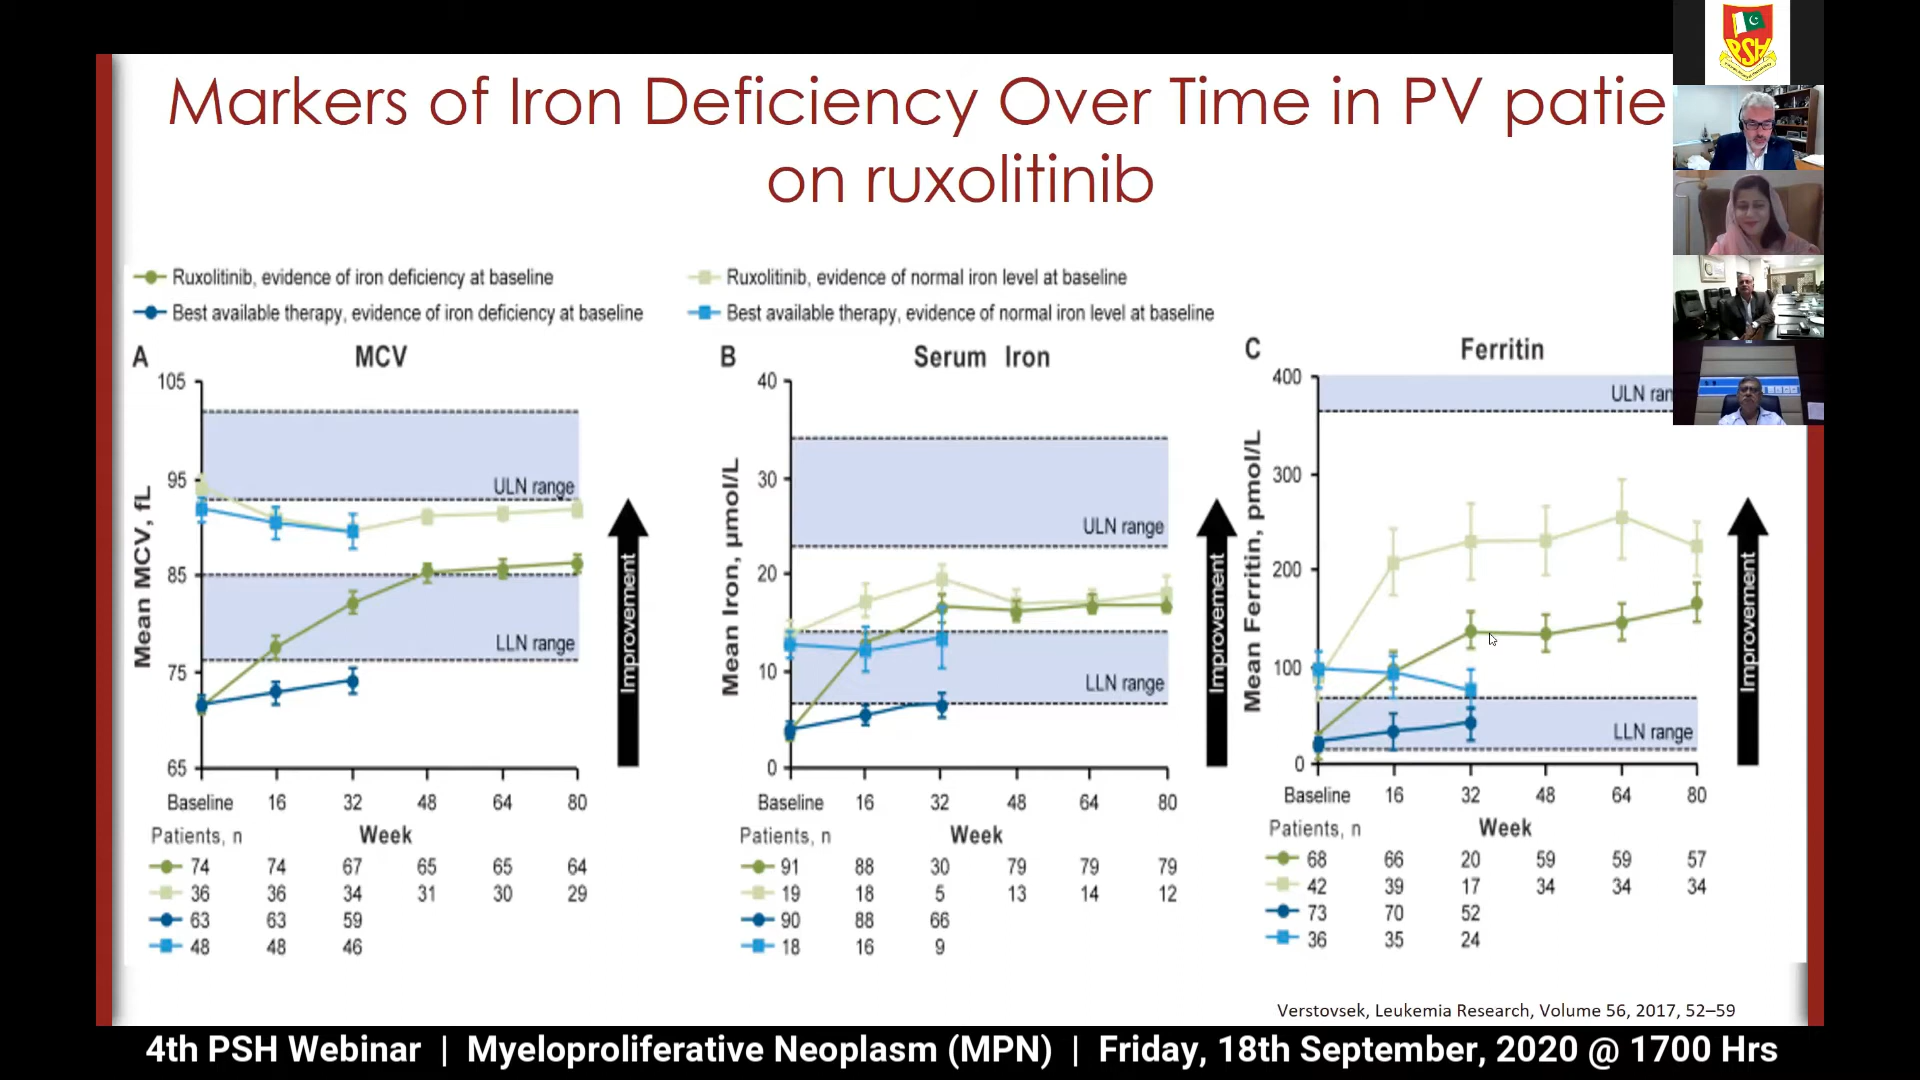 Markers of Iron Deficiency Over Time in PV patie
on ruxolitinib
PSH
Ruxolitinib, evidence of iron deficiency at baseline
Ruxolitinib, evidence of normal iron level at baseline
Best available therapy, evidence of iron deficiency at baseline
Best available therapy, evidence of normal iron level at baseline
A MCV
Mean MCV, fL
105
95
85
75
65
ULN range
LLN range
Improvement
Baseline 16 32 48 64 80
Patients, n Week
74 74 67 65 65 64
36 36 34 31 30 29
63 63 59
48 48 46
B Serum Iron
Mean Iron, µmol/L
40
30
20
10
0
ULN range
LLN range
Improvement
Baseline 16 32 48 64 80
Patients, n Week
91 88 30 79 79 79
19 18 5 13 14 12
90 88 66
18 16 9
C Ferritin
Mean Ferritin, pmol/L
400
300
200
100
0
ULN ran
LLN range
Improvement
Baseline 16 32 48 64 80
Patients, n Week
68 66 20 59 59 57
42 39 17 34 34 34
73 70 52
36 35 24
Verstovsek, Leukemia Research, Volume 56, 2017, 52–59
4th PSH Webinar | Myeloproliferative Neoplasm (MPN) | Friday, 18th September, 2020 @ 1700 Hrs